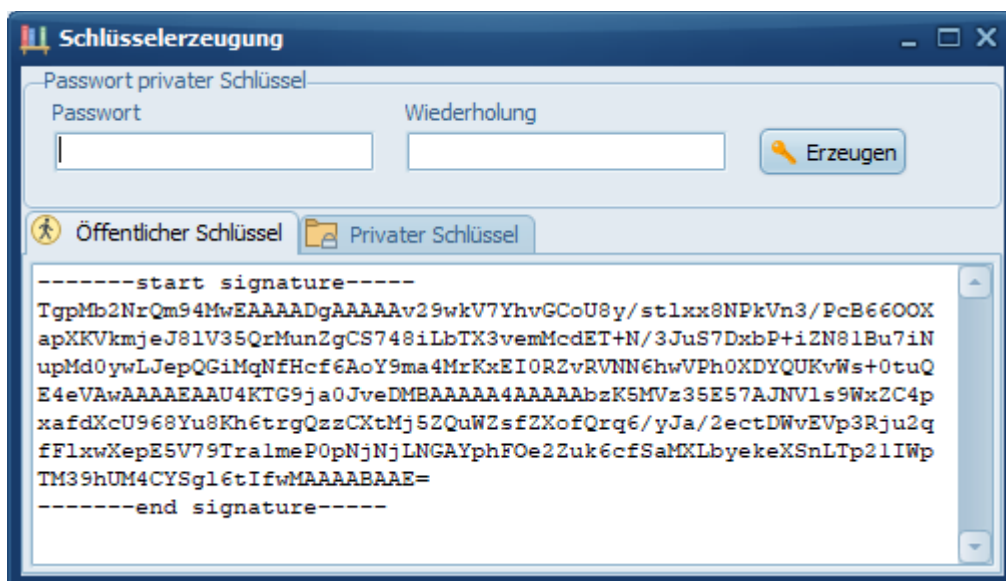 Schlüsselerzeugung
Passwort privater Schlüssel
Passwort
Wiederholung
Erzeugen
Öffentlicher Schlüssel
Privater Schlüssel
-------start signature-----
TgpMb2NrQm94MwEAAAADgAAAAAv29wkV7YhvGCoU8y/stlxx8NPkVn3/PcB66OOX
apXKVkmjeJ8lV35QrMunZgCS748iLbTX3vemMcdET+N/3JuS7DxbP+iZN81Bu7iN
upMd0ywLJepQGiMqNfHcf6AoY9ma4MrKxEI0RZvRVNN6hwVPh0XDYQUKvWs+0tuQ
E4eVAwAAAAEAAU4KTG9ja0JveDMBAAAAA4AAAAAbzK5MVz35E57AJNVls9WxZC4p
xafdXcU968Yu8Kh6trgQzzCXtMj5ZQuWZsfZXofQrq6/yJa/2ectDWvEVp3Rju2q
fFlxwXepE5V79TralmeP0pNjNjLNGAYphFOe2Zuk6cfSaMXLbyekeXSnLTp2lIWp
TM39hUM4CYSgl6tIfwMAAAABAAE=
-------end signature-----